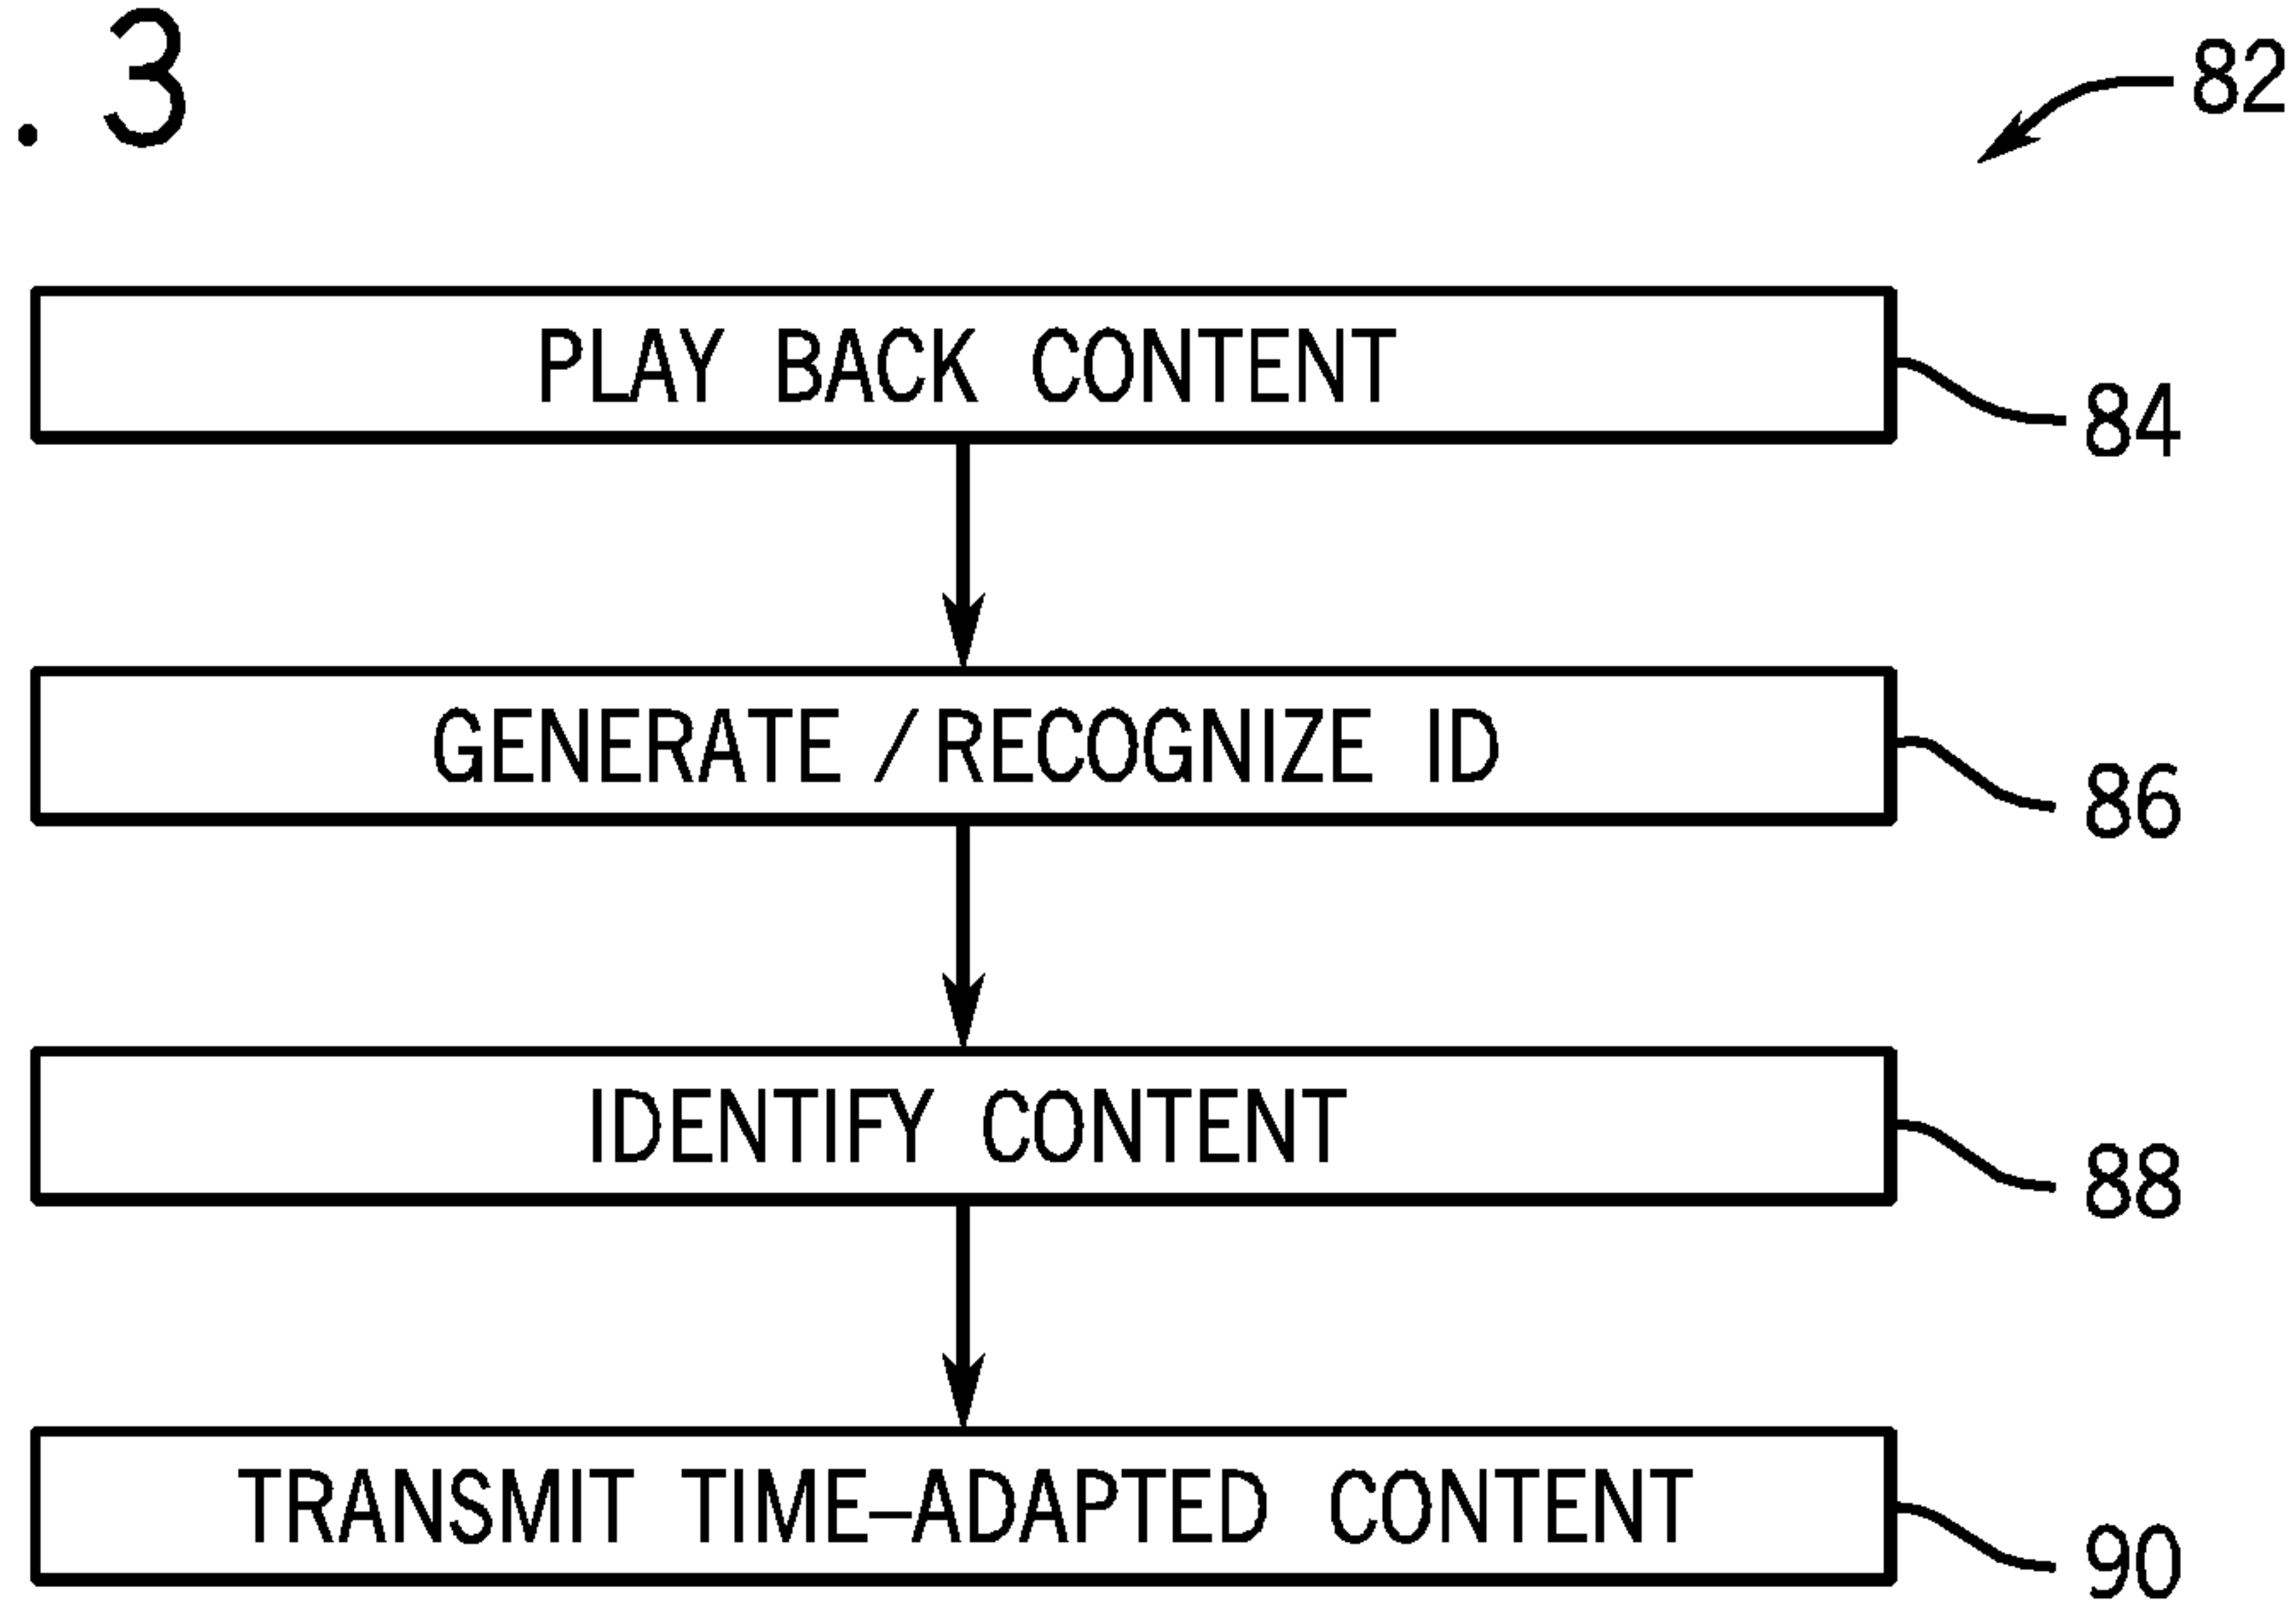 . 3
82
PLAY BACK CONTENT
84
GENERATE/RECOGNIZE ID
86
IDENTIFY CONTENT
88
TRANSMIT TIME-ADAPTED CONTENT
90